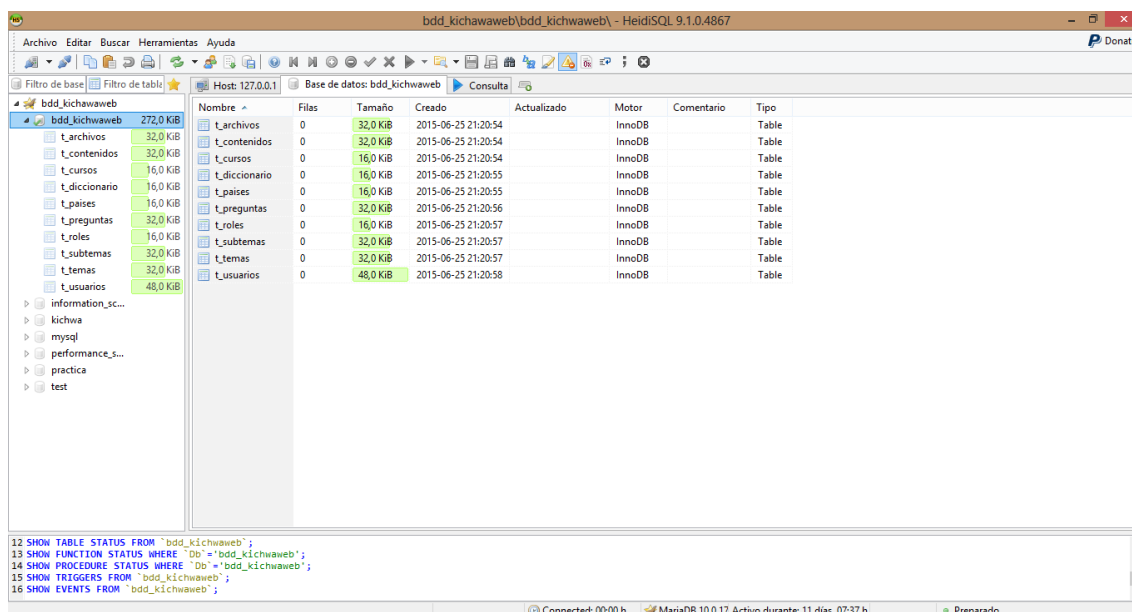 bdd_kichawaweb\bdd_kichwaweb\ - HeidiSQL 9.1.0.4867
Archivo Editar Buscar Herramientas Ayuda
Donat
Filtro de base Filtro de tabla
Host: 127.0.0.1 Base de datos: bdd_kichwaweb Consulta
bdd_kichawaweb
bdd_kichwaweb 272,0 KiB
t_archivos 32,0 KiB
t_contenidos 32,0 KiB
t_cursos 16,0 KiB
t_diccionario 16,0 KiB
t_paises 16,0 KiB
t_preguntas 32,0 KiB
t_roles 16,0 KiB
t_subtemas 32,0 KiB
t_temas 32,0 KiB
t_usuarios 48,0 KiB
information_sc...
kichwa
mysql
performance_s...
practica
test
Nombre Filas Tamaño Creado Actualizado Motor Comentario Tipo
t_archivos 0 32,0 KiB 2015-06-25 21:20:54 InnoDB Table
t_contenidos 0 32,0 KiB 2015-06-25 21:20:54 InnoDB Table
t_cursos 0 16,0 KiB 2015-06-25 21:20:54 InnoDB Table
t_diccionario 0 16,0 KiB 2015-06-25 21:20:55 InnoDB Table
t_paises 0 16,0 KiB 2015-06-25 21:20:55 InnoDB Table
t_preguntas 0 32,0 KiB 2015-06-25 21:20:56 InnoDB Table
t_roles 0 16,0 KiB 2015-06-25 21:20:57 InnoDB Table
t_subtemas 0 32,0 KiB 2015-06-25 21:20:57 InnoDB Table
t_temas 0 32,0 KiB 2015-06-25 21:20:57 InnoDB Table
t_usuarios 0 48,0 KiB 2015-06-25 21:20:58 InnoDB Table
12 SHOW TABLE STATUS FROM `bdd_kichwaweb`;
13 SHOW FUNCTION STATUS WHERE `Db`='bdd_kichwaweb';
14 SHOW PROCEDURE STATUS WHERE `Db`='bdd_kichwaweb';
15 SHOW TRIGGERS FROM `bdd_kichwaweb`;
16 SHOW EVENTS FROM `bdd_kichwaweb`;
Connected: 00:00 h MariaDB 10.0.17 Activo durante: 11 días, 07:37 h Preparado